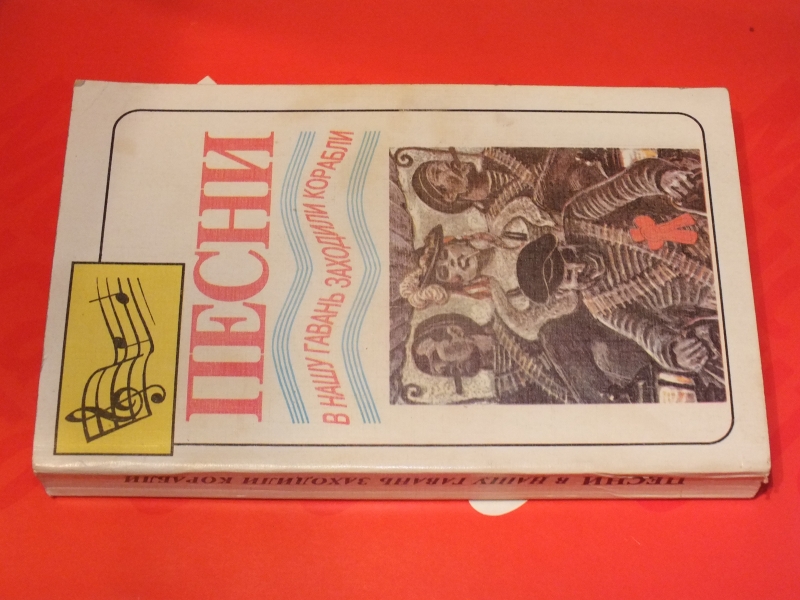 ПЕСНИ
В НАШУ ГАВАНЬ ЗАХОДИЛИ КОРАБЛИ
ПЕСНИ В НАШУ ГАВАНЬ ЗАХОДИЛИ КОРАБЛИ